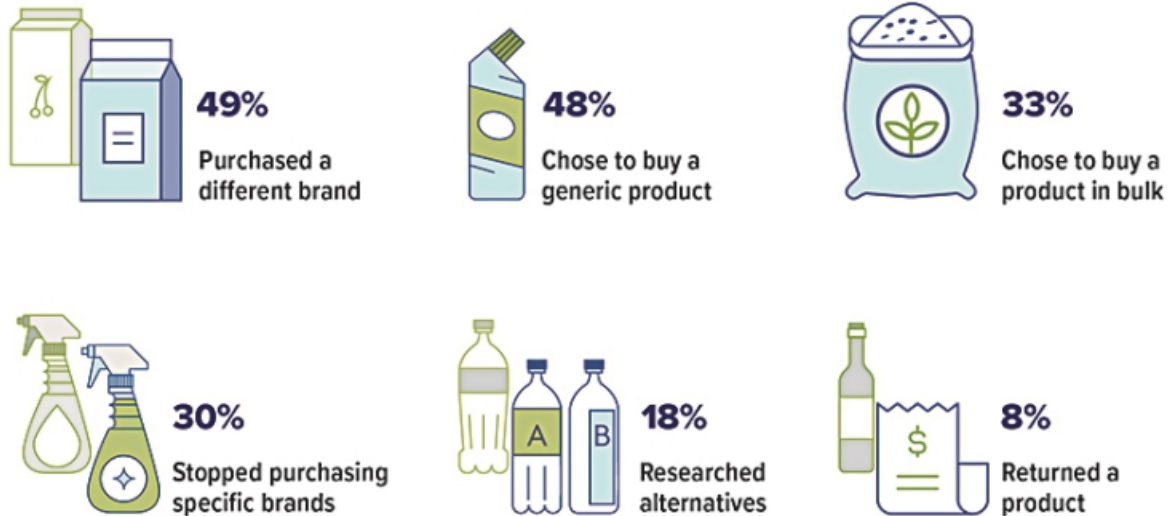 49%
Purchased a
different brand
48%
Chose to buy a
generic product
33%
Chose to buy a
product in bulk
30%
Stopped purchasing
specific brands
A
B
18%
Researched
alternatives
$
8%
Returned a
product